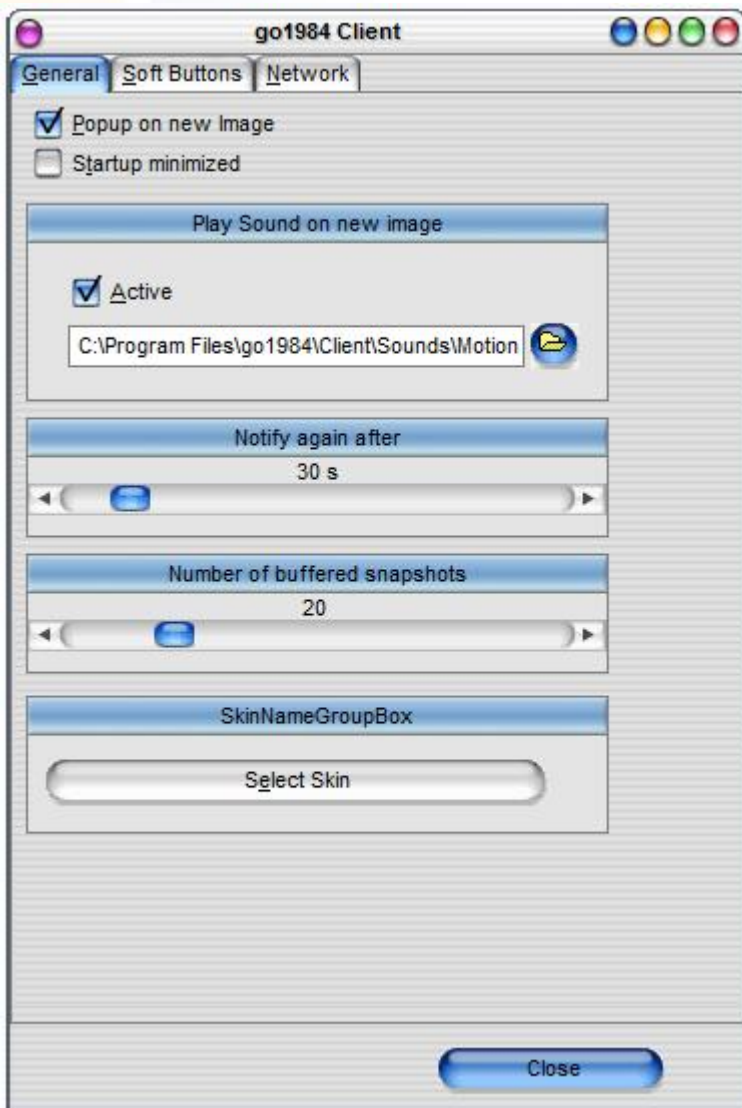 go1984 Client
General Soft Buttons Network
Popup on new Image
Startup minimized
Play Sound on new image
Active
C:\Program Files\go1984\Client\Sounds\Motion
Notify again after
30 s
Number of buffered snapshots
20
SkinNameGroupBox
Select Skin
Close